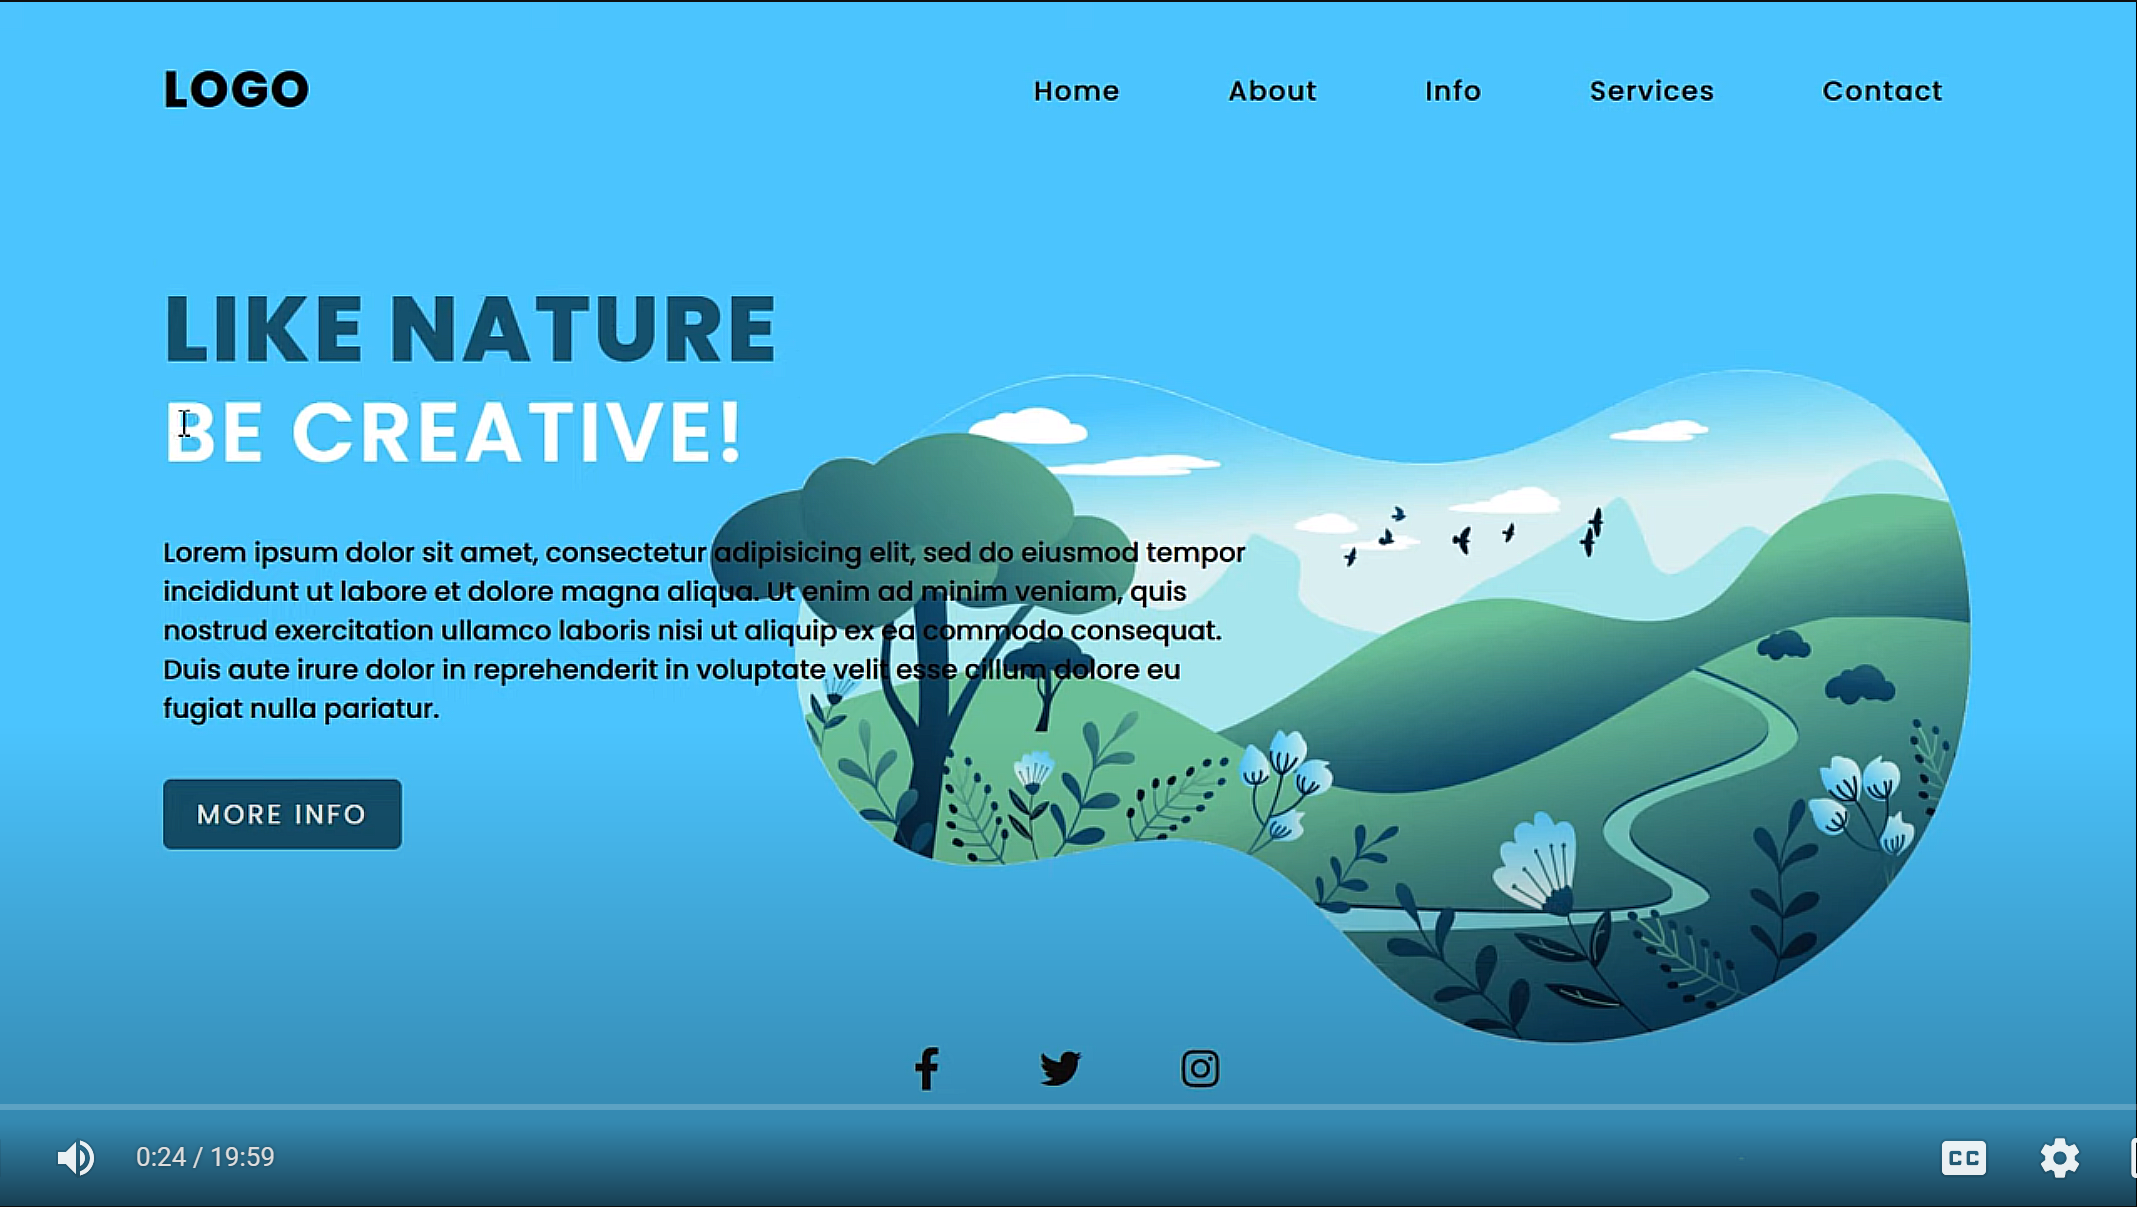 LOGO
Home About Info Services Contact
LIKE NATURE
BE CREATIVE!
Lorem ipsum dolor sit amet, consectetur adipisicing elit, sed do eiusmod tempor
incididunt ut labore et dolore magna aliqua. Ut enim ad minim veniam, quis
nostrud exercitation ullamco laboris nisi ut aliquip ex ea commodo consequat.
Duis aute irure dolor in reprehenderit in voluptate velit esse cillum dolore eu
fugiat nulla pariatur.
MORE INFO
0:24 / 19:59
CC